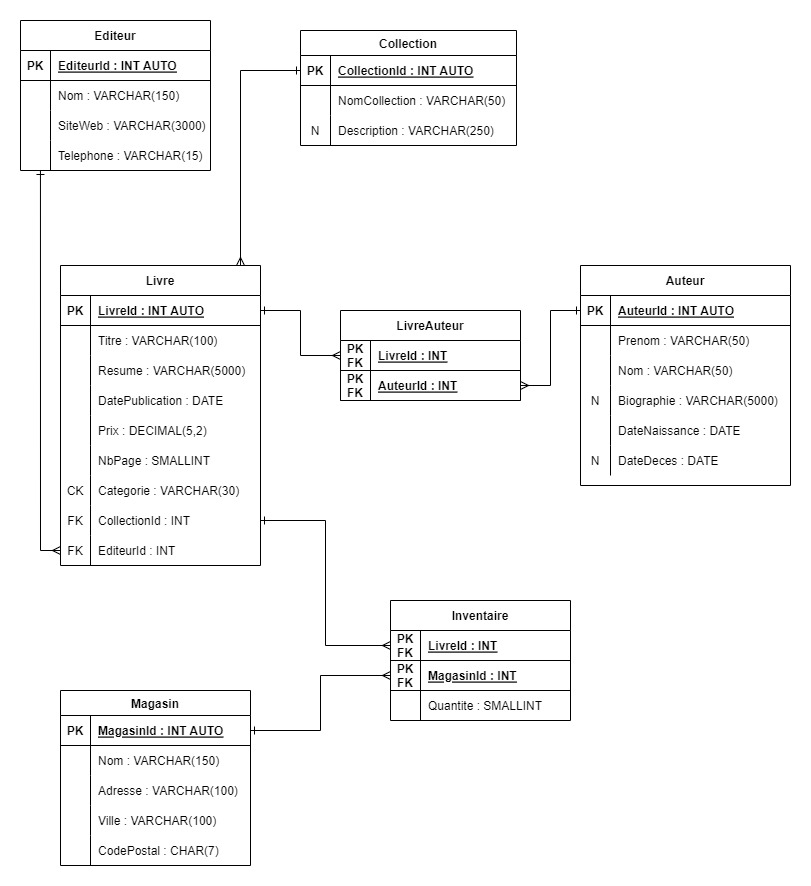 Editeur
PK EditeurId : INT AUTO
Nom : VARCHAR(150)
SiteWeb : VARCHAR(3000)
Telephone : VARCHAR(15)
Collection
PK CollectionId : INT AUTO
NomCollection : VARCHAR(50)
N Description : VARCHAR(250)
Livre
PK LivreId : INT AUTO
Titre : VARCHAR(100)
Resume : VARCHAR(5000)
DatePublication : DATE
Prix : DECIMAL(5,2)
NbPage : SMALLINT
CK Categorie : VARCHAR(30)
FK CollectionId : INT
FK EditeurId : INT
LivreAuteur
PK
FK LivreId : INT
PK
FK AuteurId : INT
Auteur
PK AuteurId : INT AUTO
Prenom : VARCHAR(50)
Nom : VARCHAR(50)
N Biographie : VARCHAR(5000)
DateNaissance : DATE
N DateDeces : DATE
Inventaire
PK
FK LivreId : INT
PK
FK MagasinId : INT
Quantite : SMALLINT
Magasin
PK MagasinId : INT AUTO
Nom : VARCHAR(150)
Adresse : VARCHAR(100)
Ville : VARCHAR(100)
CodePostal : CHAR(7)